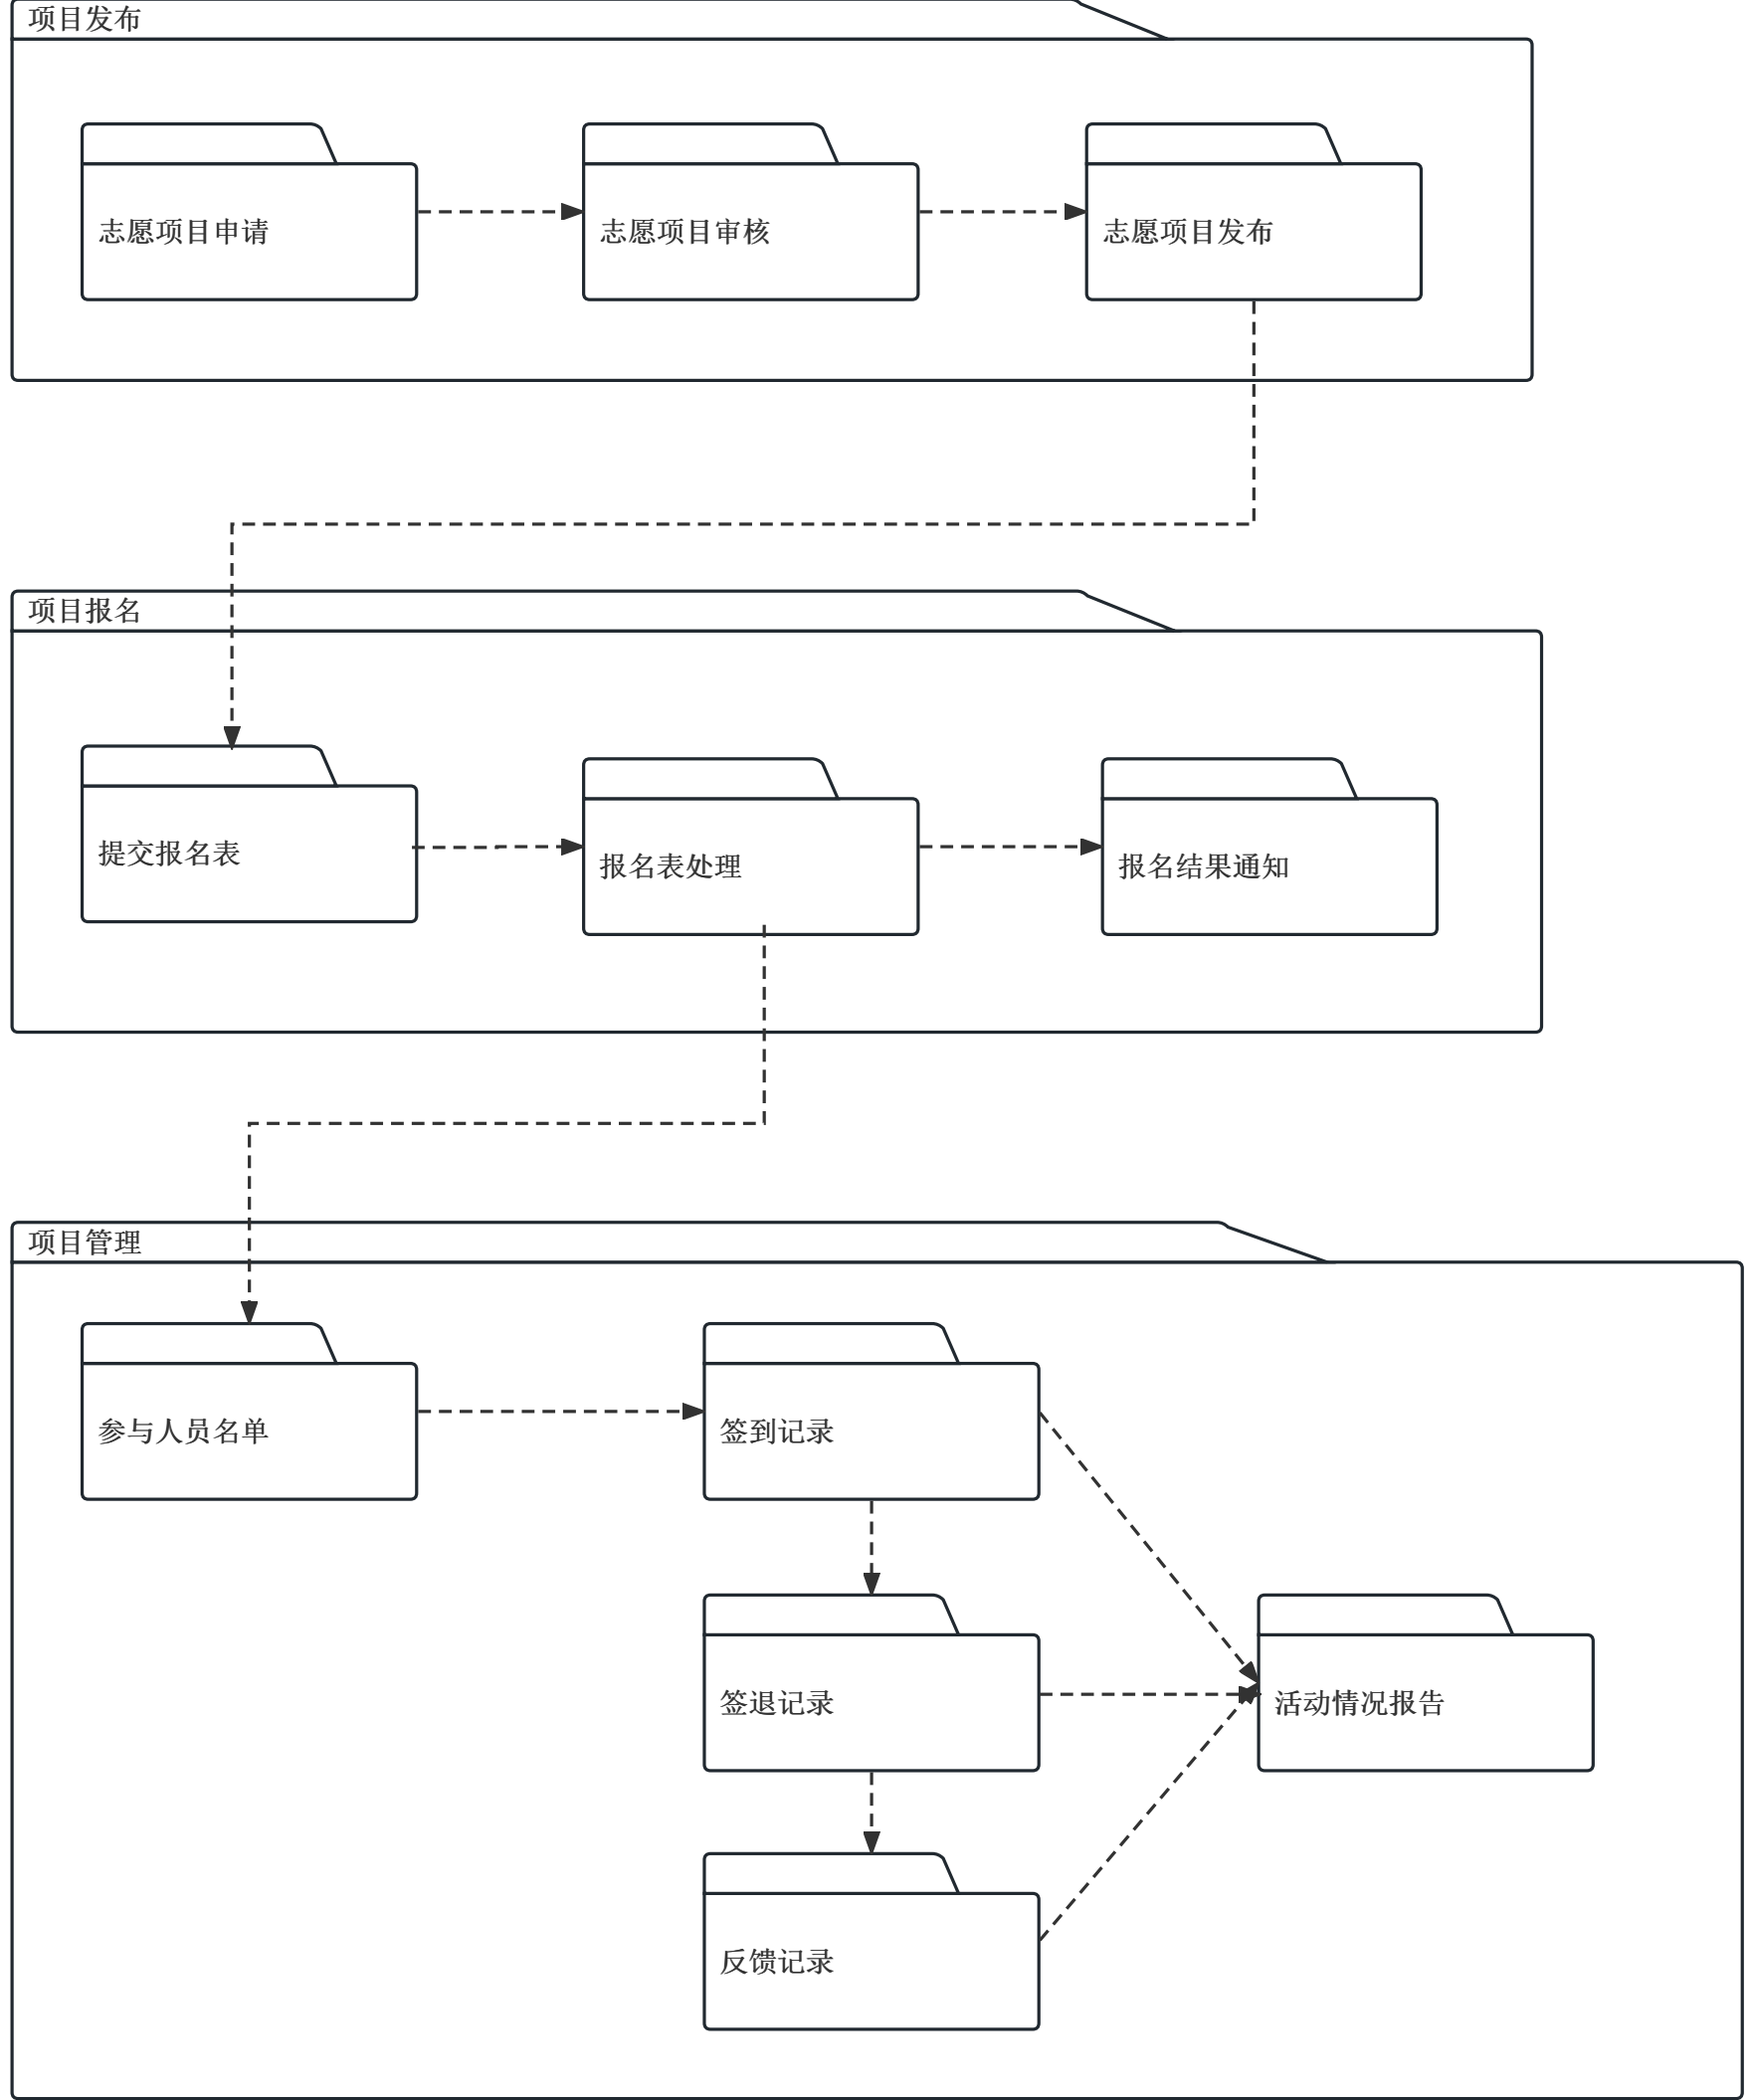 项目发布
志愿项目申请
志愿项目审核
志愿项目发布
项目报名
提交报名表
报名表处理
报名结果通知
项目管理
参与人员名单
签到记录
签退记录
活动情况报告
反馈记录